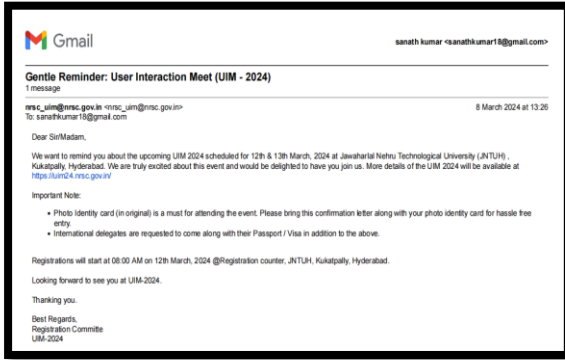 Gmail
sanath kumar <sanathkumar18@gmail.com>
Gentle Reminder: User Interaction Meet (UIM - 2024)
1 message
nrsc_uim@nrsc.gov.in <nrsc_uim@nrsc.gov.in>
8 March 2024 at 13:26
To: sanathkumar18@gmail.com
Dear Sir/Madam,
We want to remind you about the upcoming UIM 2024 scheduled for 12th & 13th March, 2024 at Jawaharlal Nehru Technological University (JNTUH) ,
Kukatpally, Hyderabad. We are truly excited about this event and would be delighted to have you join us. More details of the UIM 2024 will be available at
https://uim24.nrsc.gov.in/
Important Note:
• Photo Identity card (in original) is a must for attending the event. Please bring this confirmation letter along with your photo identity card for hassle free
entry.
• International delegates are requested to come along with their Passport / Visa in addition to the above.
Registrations will start at 08:00 AM on 12th March, 2024 @Registration counter, JNTUH, Kukatpally, Hyderabad.
Looking forward to see you at UIM-2024.
Thanking you.
Best Regards,
Registration Committe
UIM-2024